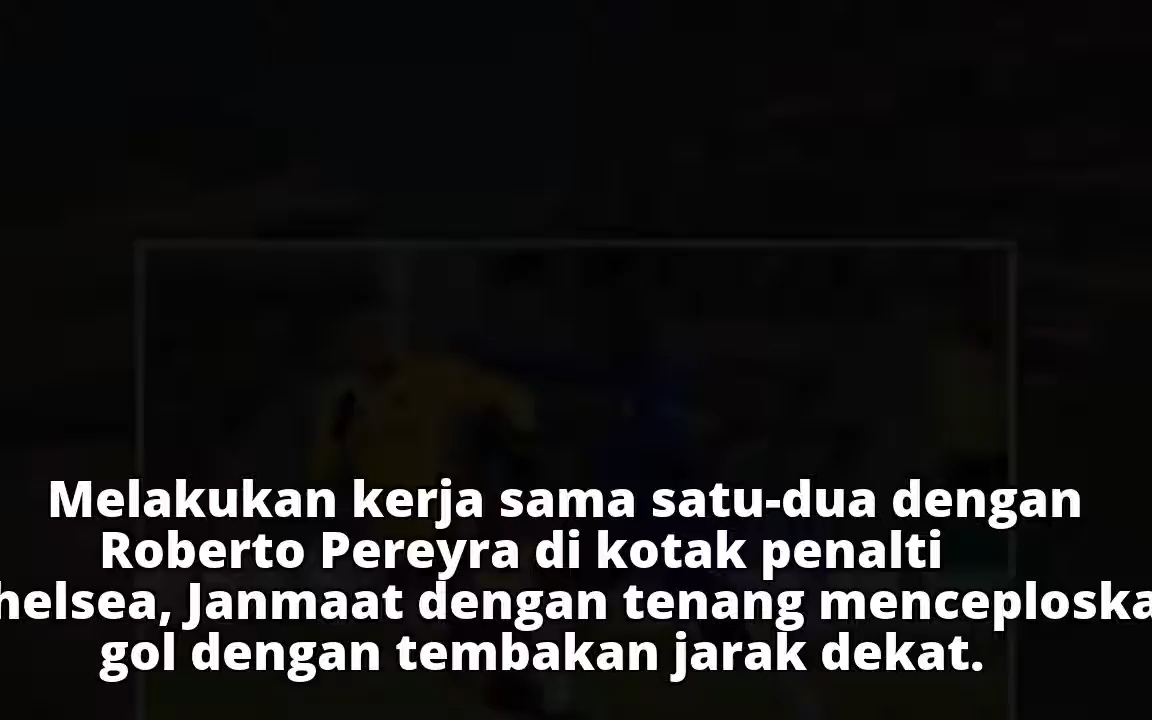 Melakukan kerja sama satu-dua dengan
Roberto Pereyra di kotak penalti
helsea, Janmaat dengan tenang menceploska
gol dengan tembakan jarak dekat.